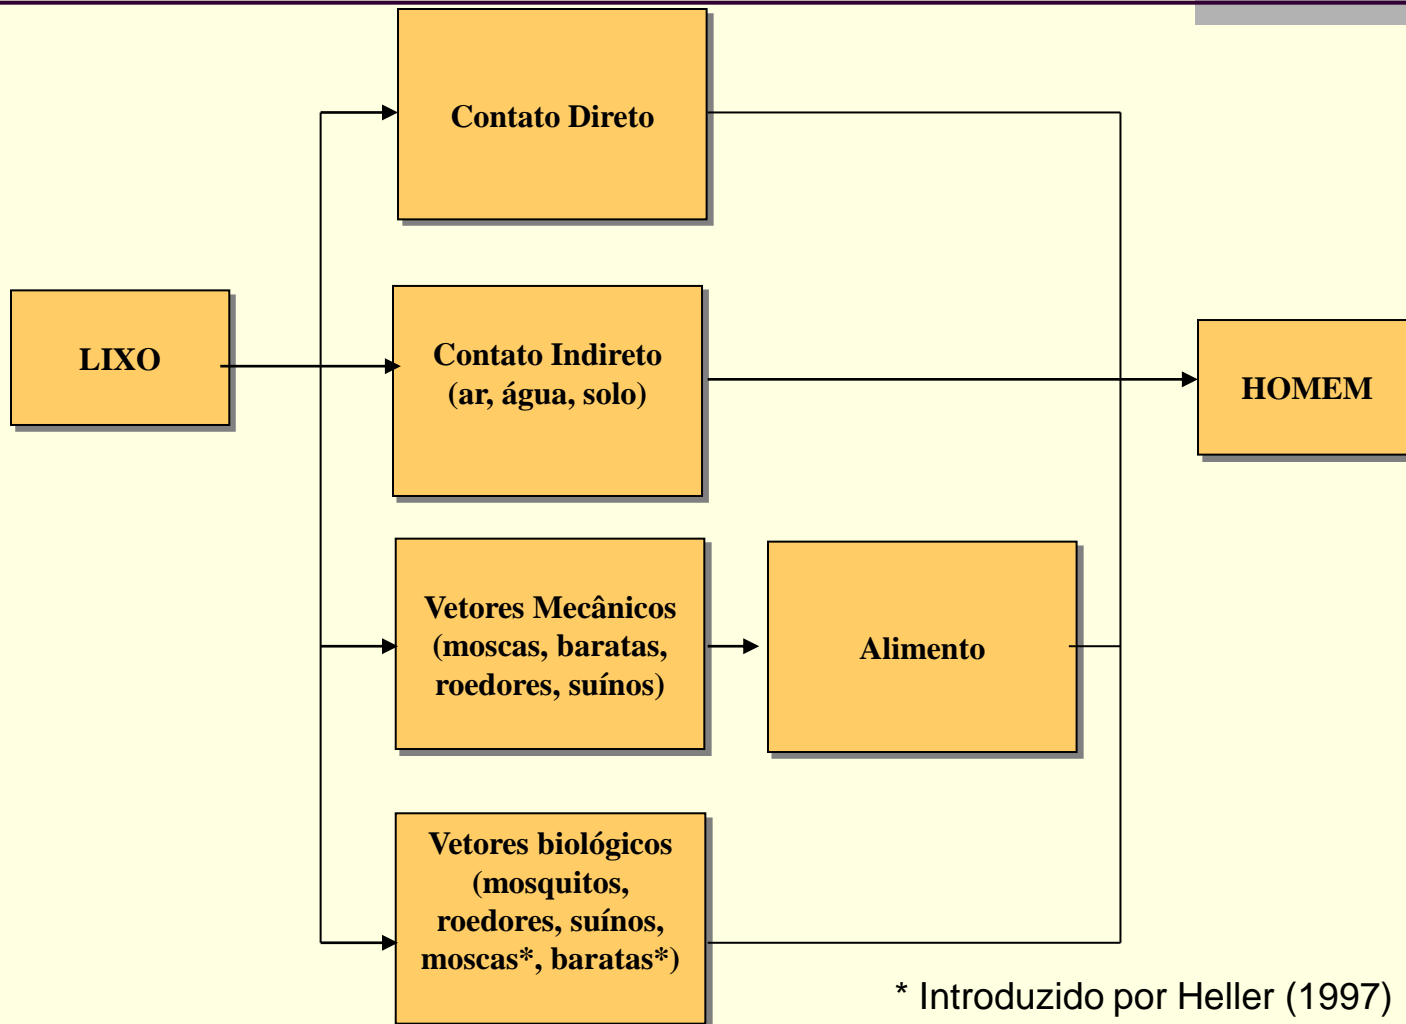 Contato Direto
LIXO
Contato Indireto
(ar, água, solo)
HOMEM
Vetores Mecânicos
(moscas, baratas,
roedores, suínos)
Alimento
Vetores biológicos
(mosquitos,
roedores, suínos,
moscas*, baratas*)
* Introduzido por Heller (1997)